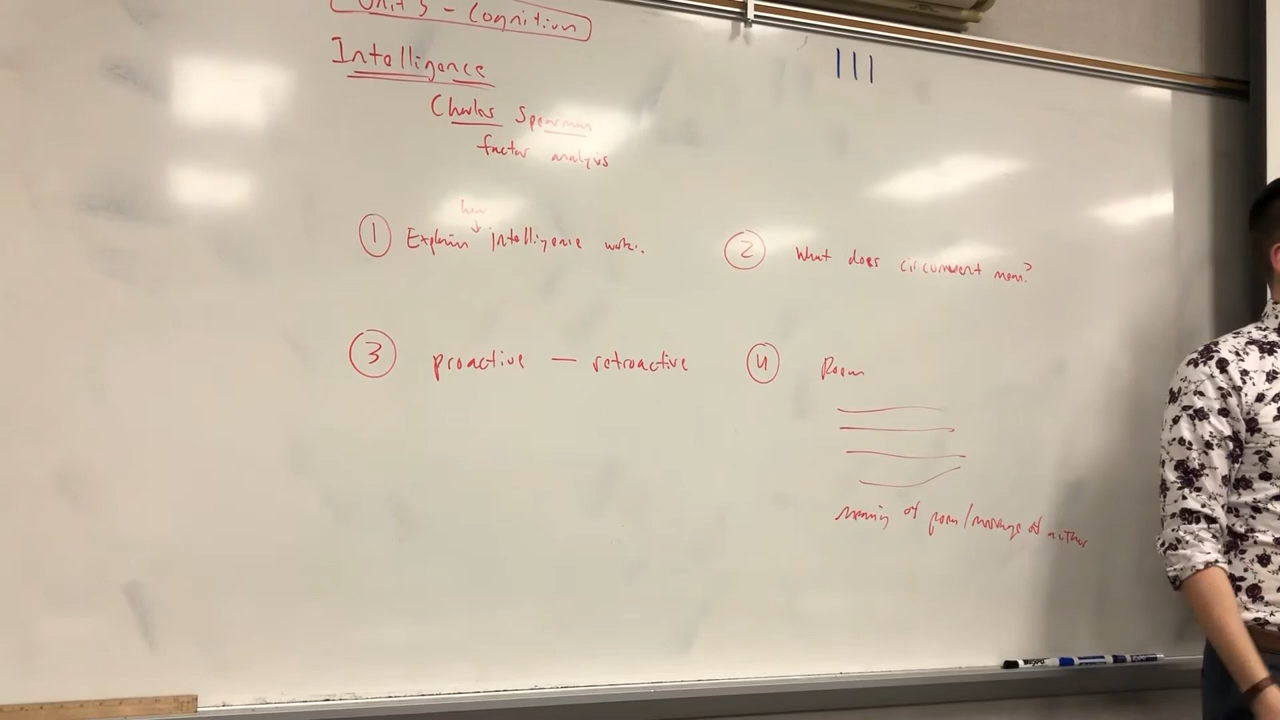 Unit 5 - Cognition
Intelligence
Charles Spearman
factor analysis
|||
how
① Explain ↓ intelligence works.
② What does circumvent mean?
③ proactive — retroactive
④ Poem
meaning of poem/message of author
EXPO